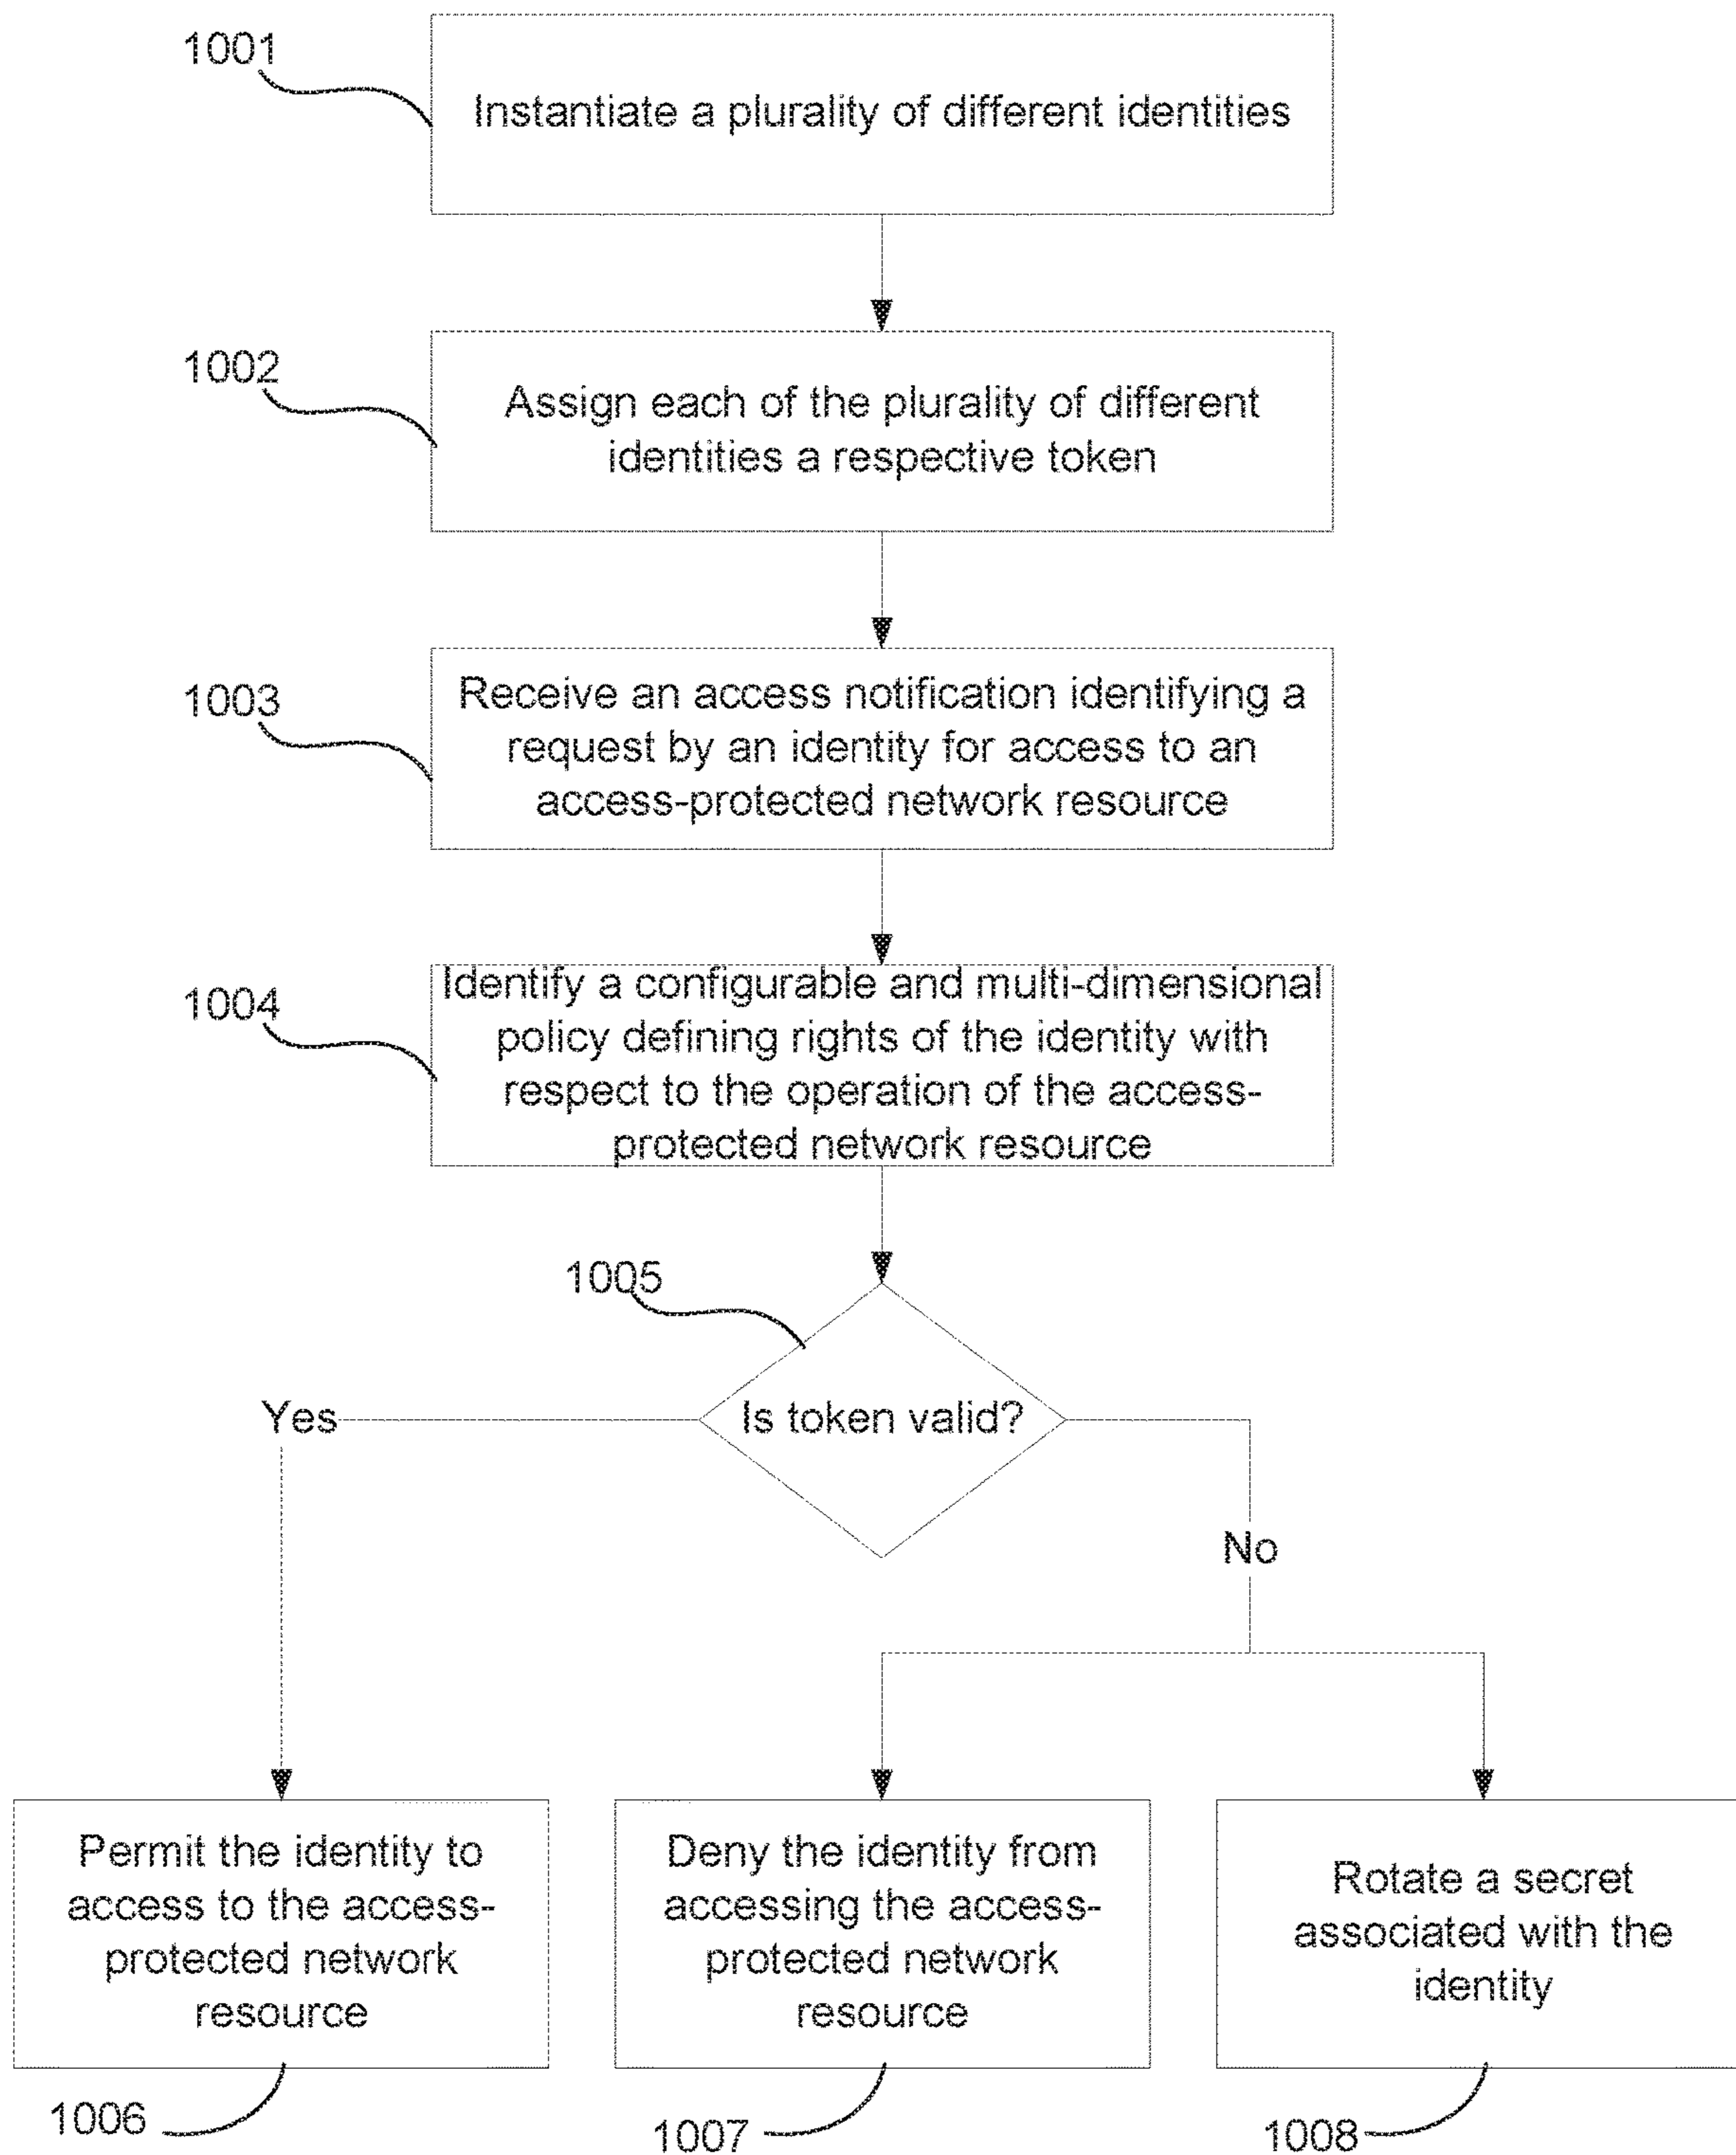 1001
Instantiate a plurality of different identities
1002
Assign each of the plurality of different
identities a respective token
1003
Receive an access notification identifying a
request by an identity for access to an
access-protected network resource
1004
Identify a configurable and multi-dimensional
policy defining rights of the identity with
respect to the operation of the access-
protected network resource
1005
Is token valid?
Yes
No
Permit the identity to
access to the access-
protected network
resource
Deny the identity from
accessing the access-
protected network
resource
Rotate a secret
associated with the
identity
1006
1007
1008